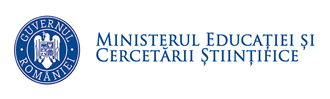 GUVERNUL ROMÂNIEI
MINISTERUL EDUCAȚIEI ȘI
CERCETĂRII ȘTIINȚIFICE